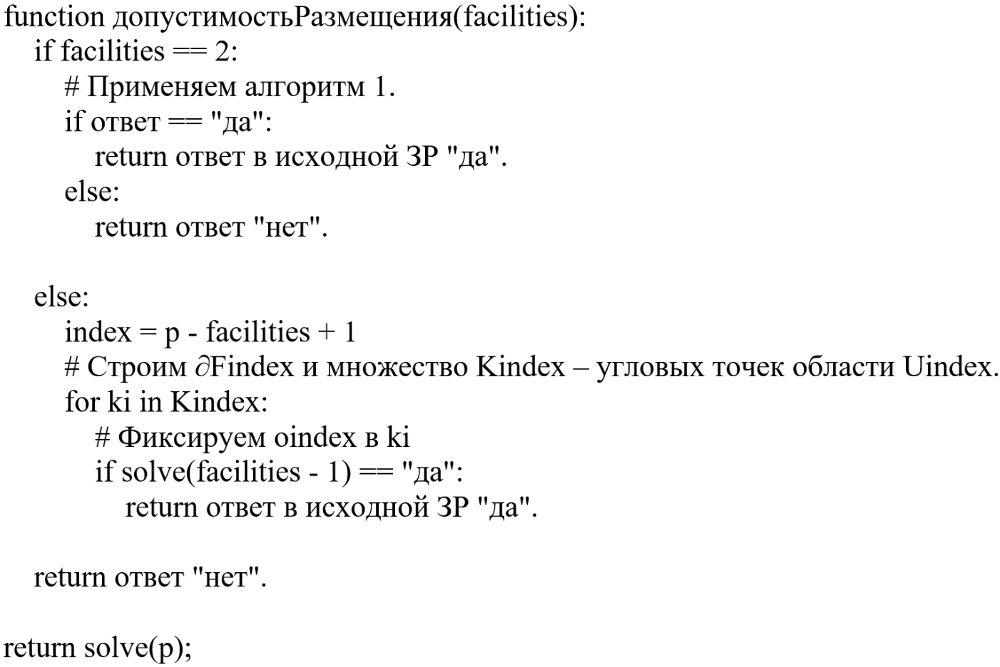 function допустимостьРазмещения(facilities):
if facilities == 2:
# Применяем алгоритм 1.
if ответ == "да":
return ответ в исходной ЗР "да".
else:
return ответ "нет".
else:
index = p - facilities + 1
# Строим ∂Findex и множество Kindex – угловых точек области Uindex.
for ki in Kindex:
# Фиксируем oindex в ki
if solve(facilities - 1) == "да":
return ответ в исходной ЗР "да".
return ответ "нет".
return solve(p);